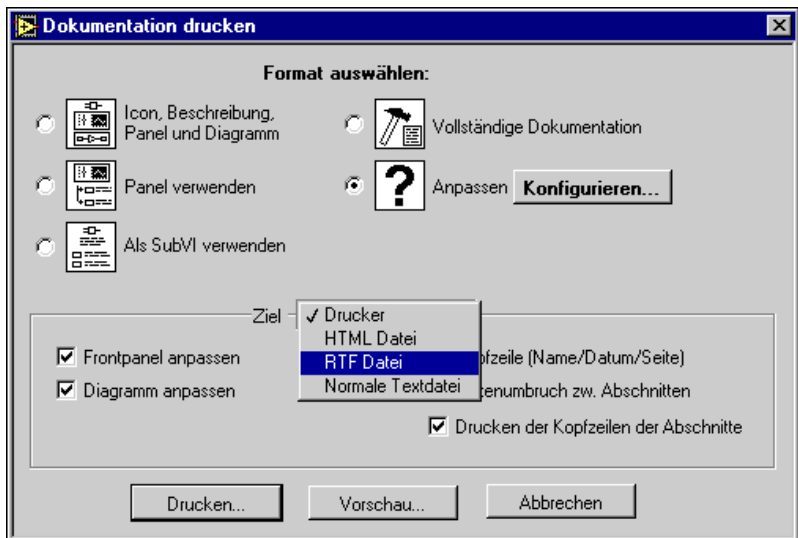 Dokumentation drucken
Format auswählen:
Icon, Beschreibung,
Panel und Diagramm
Vollständige Dokumentation
Panel verwenden
Anpassen Konfigurieren...
Als SubVI verwenden
Ziel ✓ Drucker
HTML Datei
RTF Datei
Normale Textdatei
Frontpanel anpassen
(Name/Datum/Seite)
Diagramm anpassen
zw. Abschnitten
Drucken der Kopfzeilen der Abschnitte
Drucken...
Vorschau...
Abbrechen